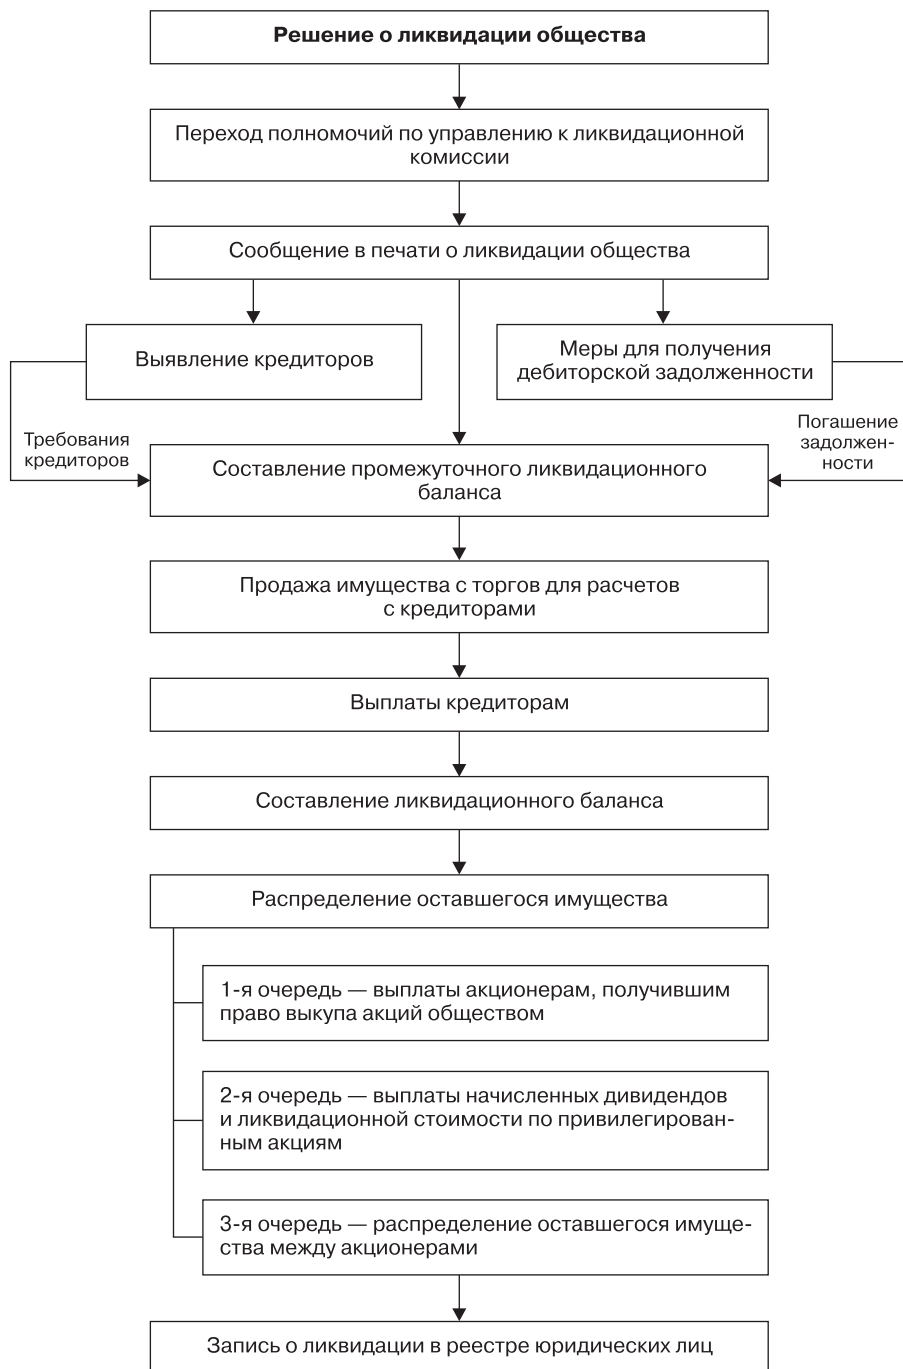 Решение о ликвидации общества
Переход полномочий по управлению к ликвидационной
комиссии
Сообщение в печати о ликвидации общества
Выявление кредиторов
Меры для получения
дебиторской задолженности
Требования
кредиторов
Погашение
задолжен-
ности
Составление промежуточного ликвидационного
баланса
Продажа имущества с торгов для расчетов
с кредиторами
Выплаты кредиторам
Составление ликвидационного баланса
Распределение оставшегося имущества
1-я очередь — выплаты акционерам, получившим
право выкупа акций обществом
2-я очередь — выплаты начисленных дивидендов
и ликвидационной стоимости по привилегирован-
ным акциям
3-я очередь — распределение оставшегося имуще-
ства между акционерами
Запись о ликвидации в реестре юридических лиц